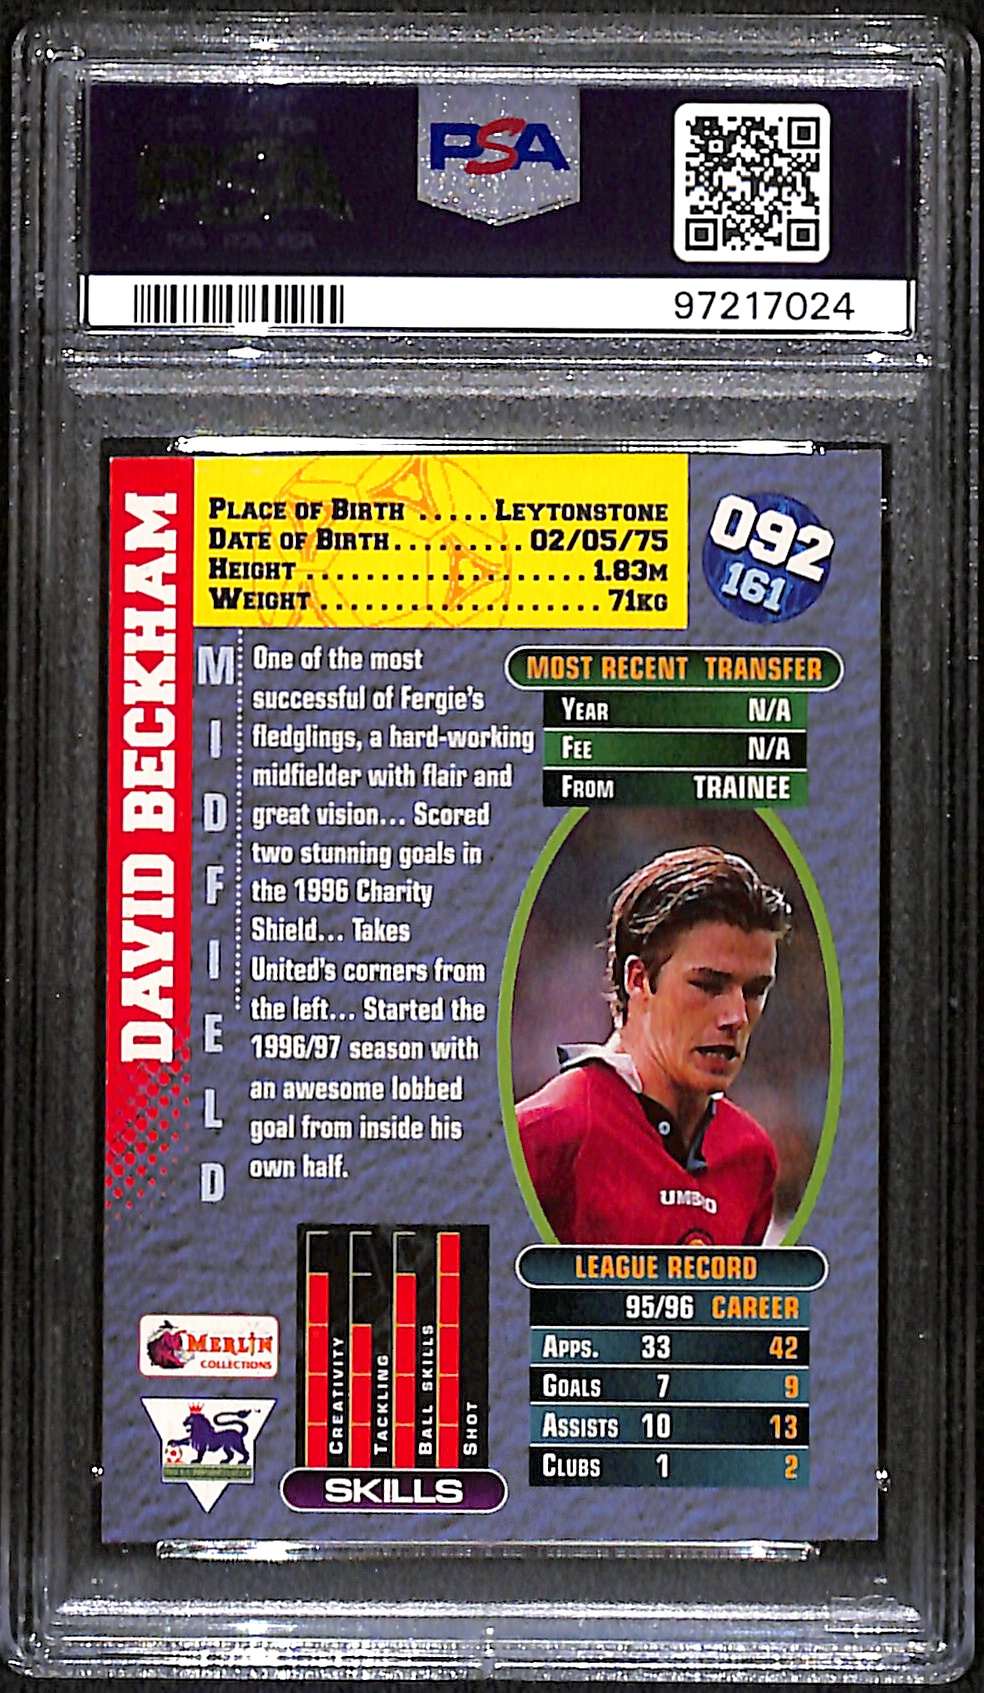 PSA
97217024
DAVID BECKHAM
PLACE OF BIRTH ..... LEYTONSTONE
DATE OF BIRTH......... 02/05/75
HEIGHT .................... 1.83M
WEIGHT.................... 71KG
092
161
MIDFIELD
One of the most
successful of Fergie's
fledglings, a hard-working
midfielder with flair and
great vision... Scored
two stunning goals in
the 1996 Charity
Shield... Takes
United's corners from
the left... Started the
1996/97 season with
an awesome lobbed
goal from inside his
own half.
MOST RECENT TRANSFER
YEAR N/A
FEE N/A
FROM TRAINEE
UMBRO
MERLIN
COLLECTIONS
CREATIVITY
TACKLING
BALL SKILLS
SHOT
SKILLS
LEAGUE RECORD
95/96 CAREER
APPS. 33 42
GOALS 7 9
ASSISTS 10 13
CLUBS 1 2